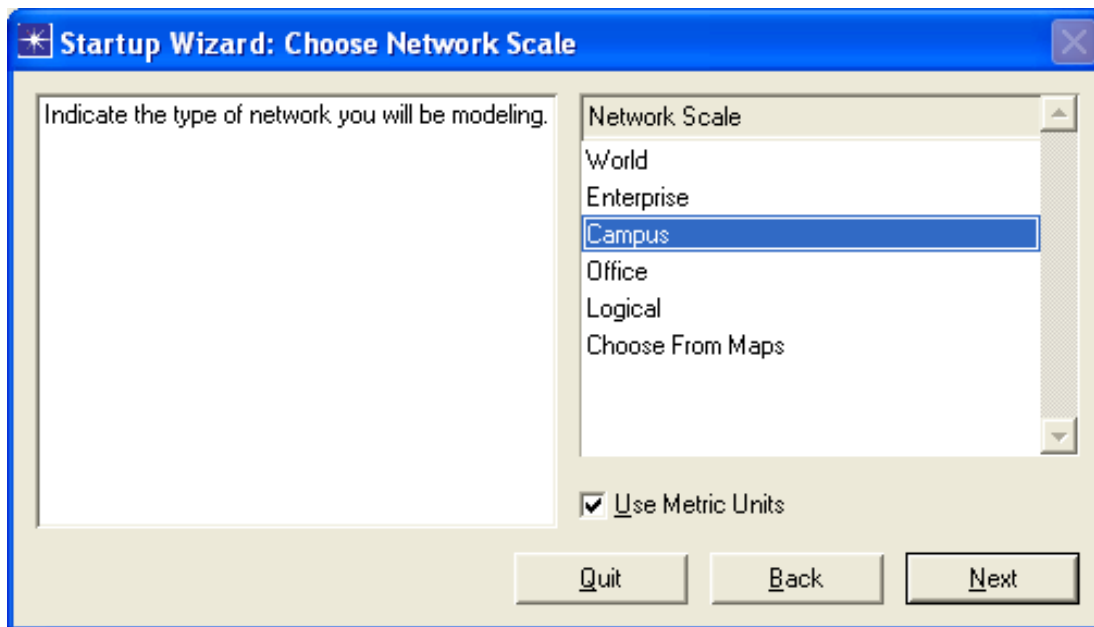 Startup Wizard: Choose Network Scale
Indicate the type of network you will be modeling.
Network Scale
World
Enterprise
Campus
Office
Logical
Choose From Maps
Use Metric Units
Quit
Back
Next